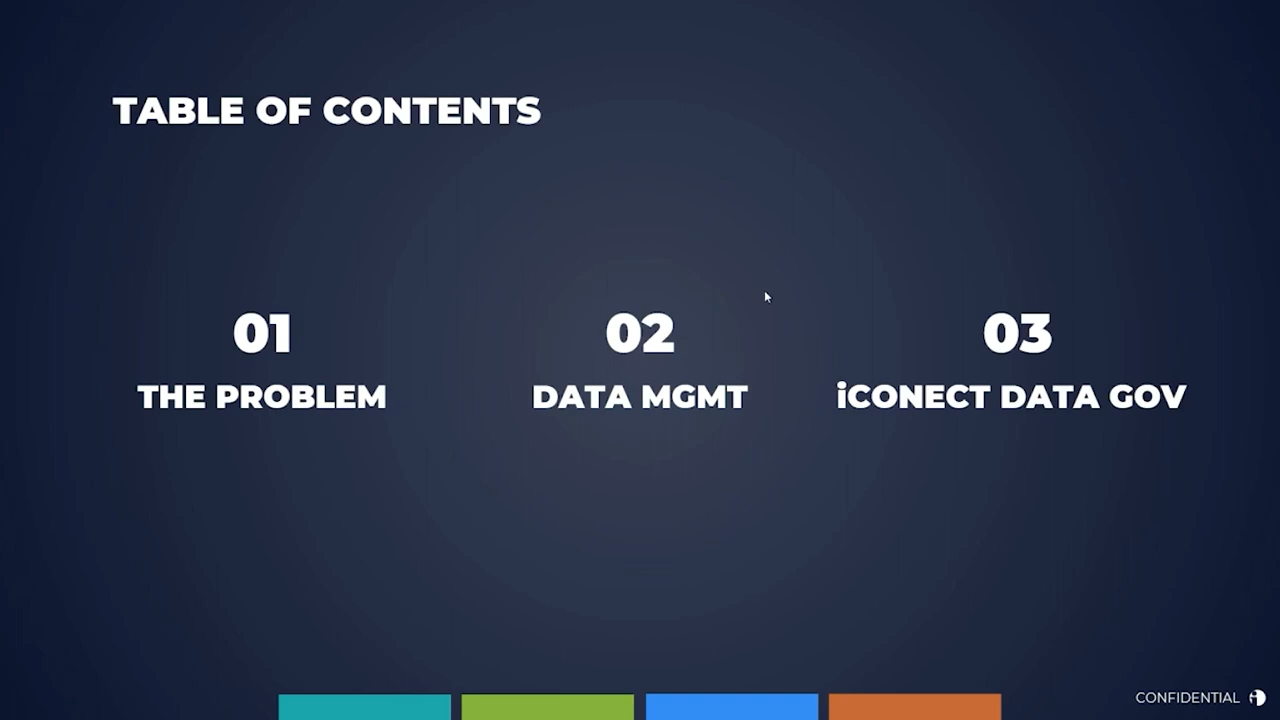 TABLE OF CONTENTS
01
THE PROBLEM
02
DATA MGMT
03
iCONECT DATA GOV
CONFIDENTIAL